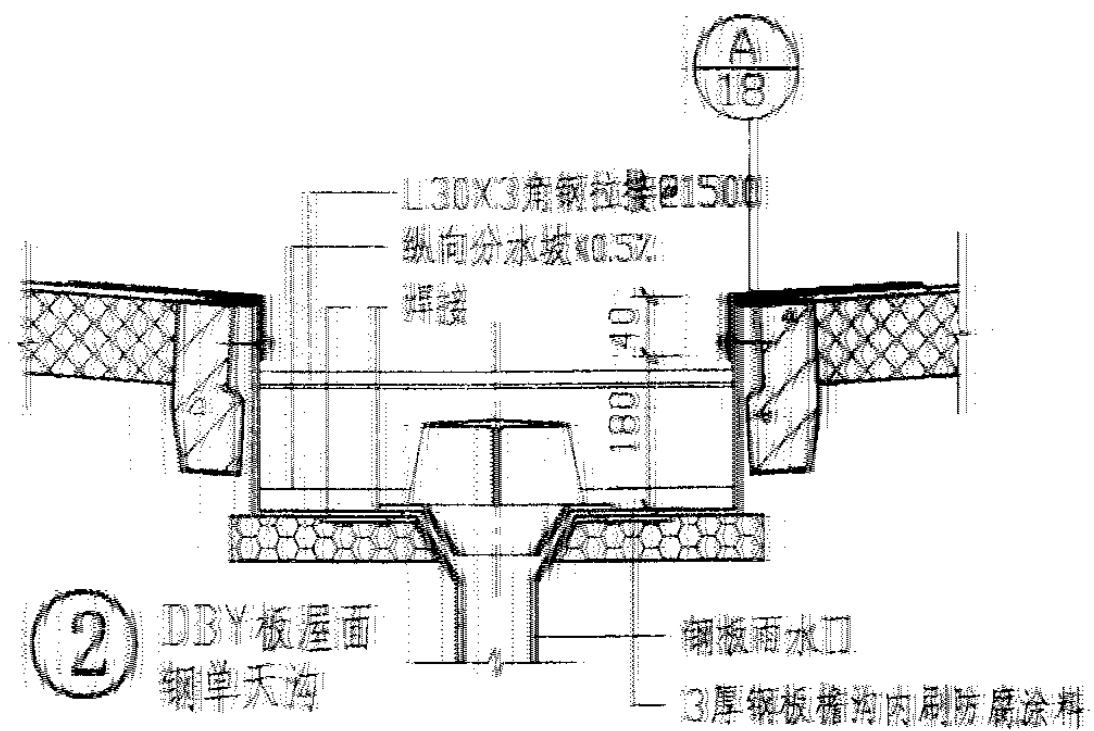 A
18
L30X3角钢拉接@1500
纵向分水坡<0.5%
焊接
40
180
2
DBY板屋面
钢单天沟
钢板雨水口
3厚钢板檐沟内刷防腐涂料